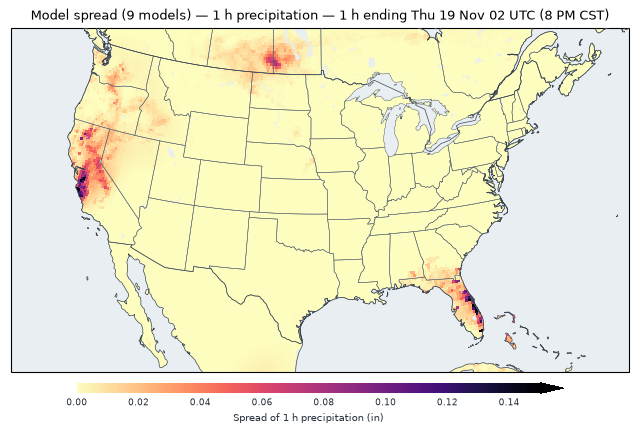 Model spread (9 models) — 1 h precipitation — 1 h ending Thu 19 Nov 02 UTC (8 PM CST)
0.00 0.02 0.04 0.06 0.08 0.10 0.12 0.14
Spread of 1 h precipitation (in)